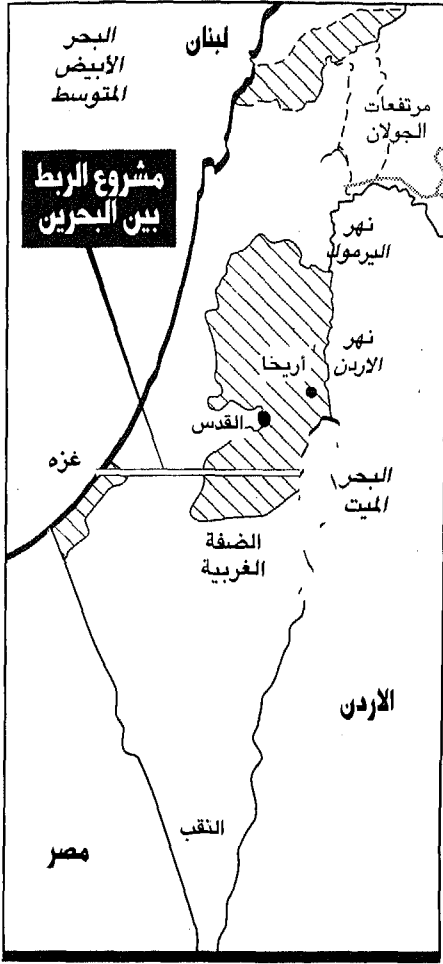 البحر
الأبيض
المتوسط
لبنان
مرتفعات
الجولان
مشروع الربط
بين البحرين
نهر
اليرموك
نهر
الاردن
أريخا
القدس
غزه
البحر
الميت
الضفة
الغربية
الاردن
النقب
مصر